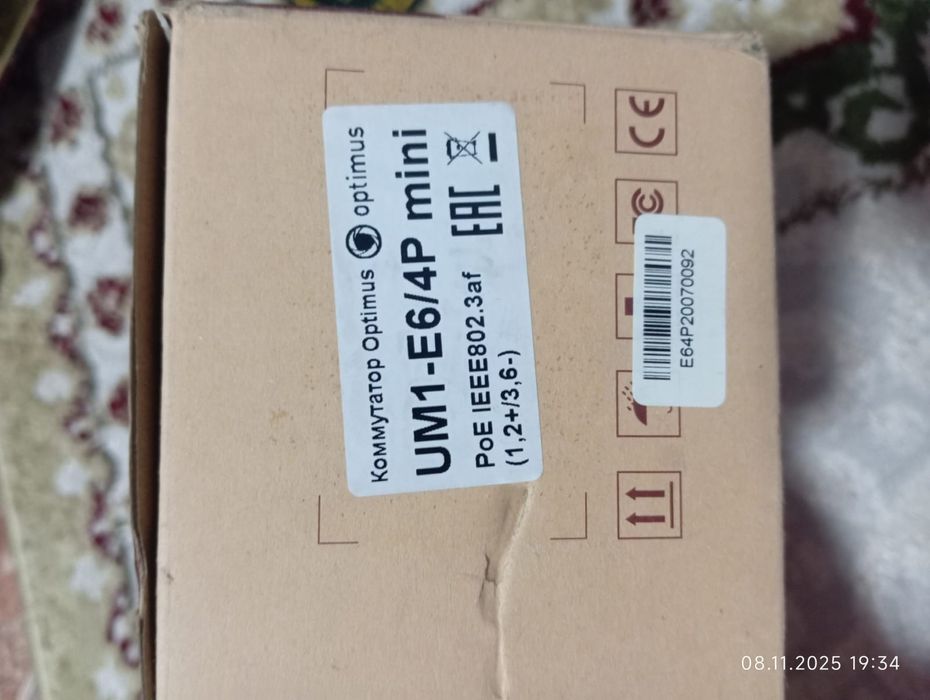 Коммутатор Optimus optimus
UM1-E6/4P mini
PoE IEEE802.3af
(1,2+/3,6-)
EAC
CE
E64P20070092
08.11.2025 19:34